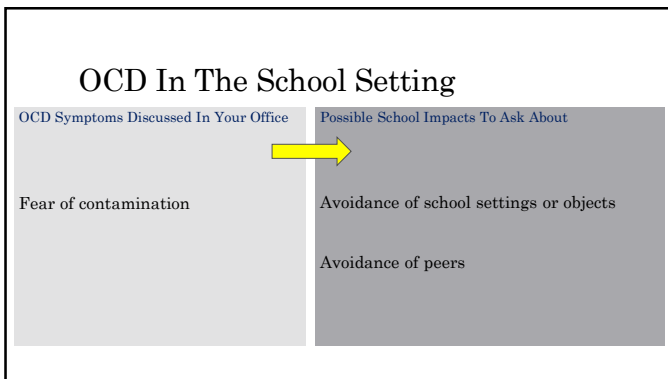 OCD In The School Setting
OCD Symptoms Discussed In Your Office
Possible School Impacts To Ask About
Fear of contamination
Avoidance of school settings or objects
Avoidance of peers